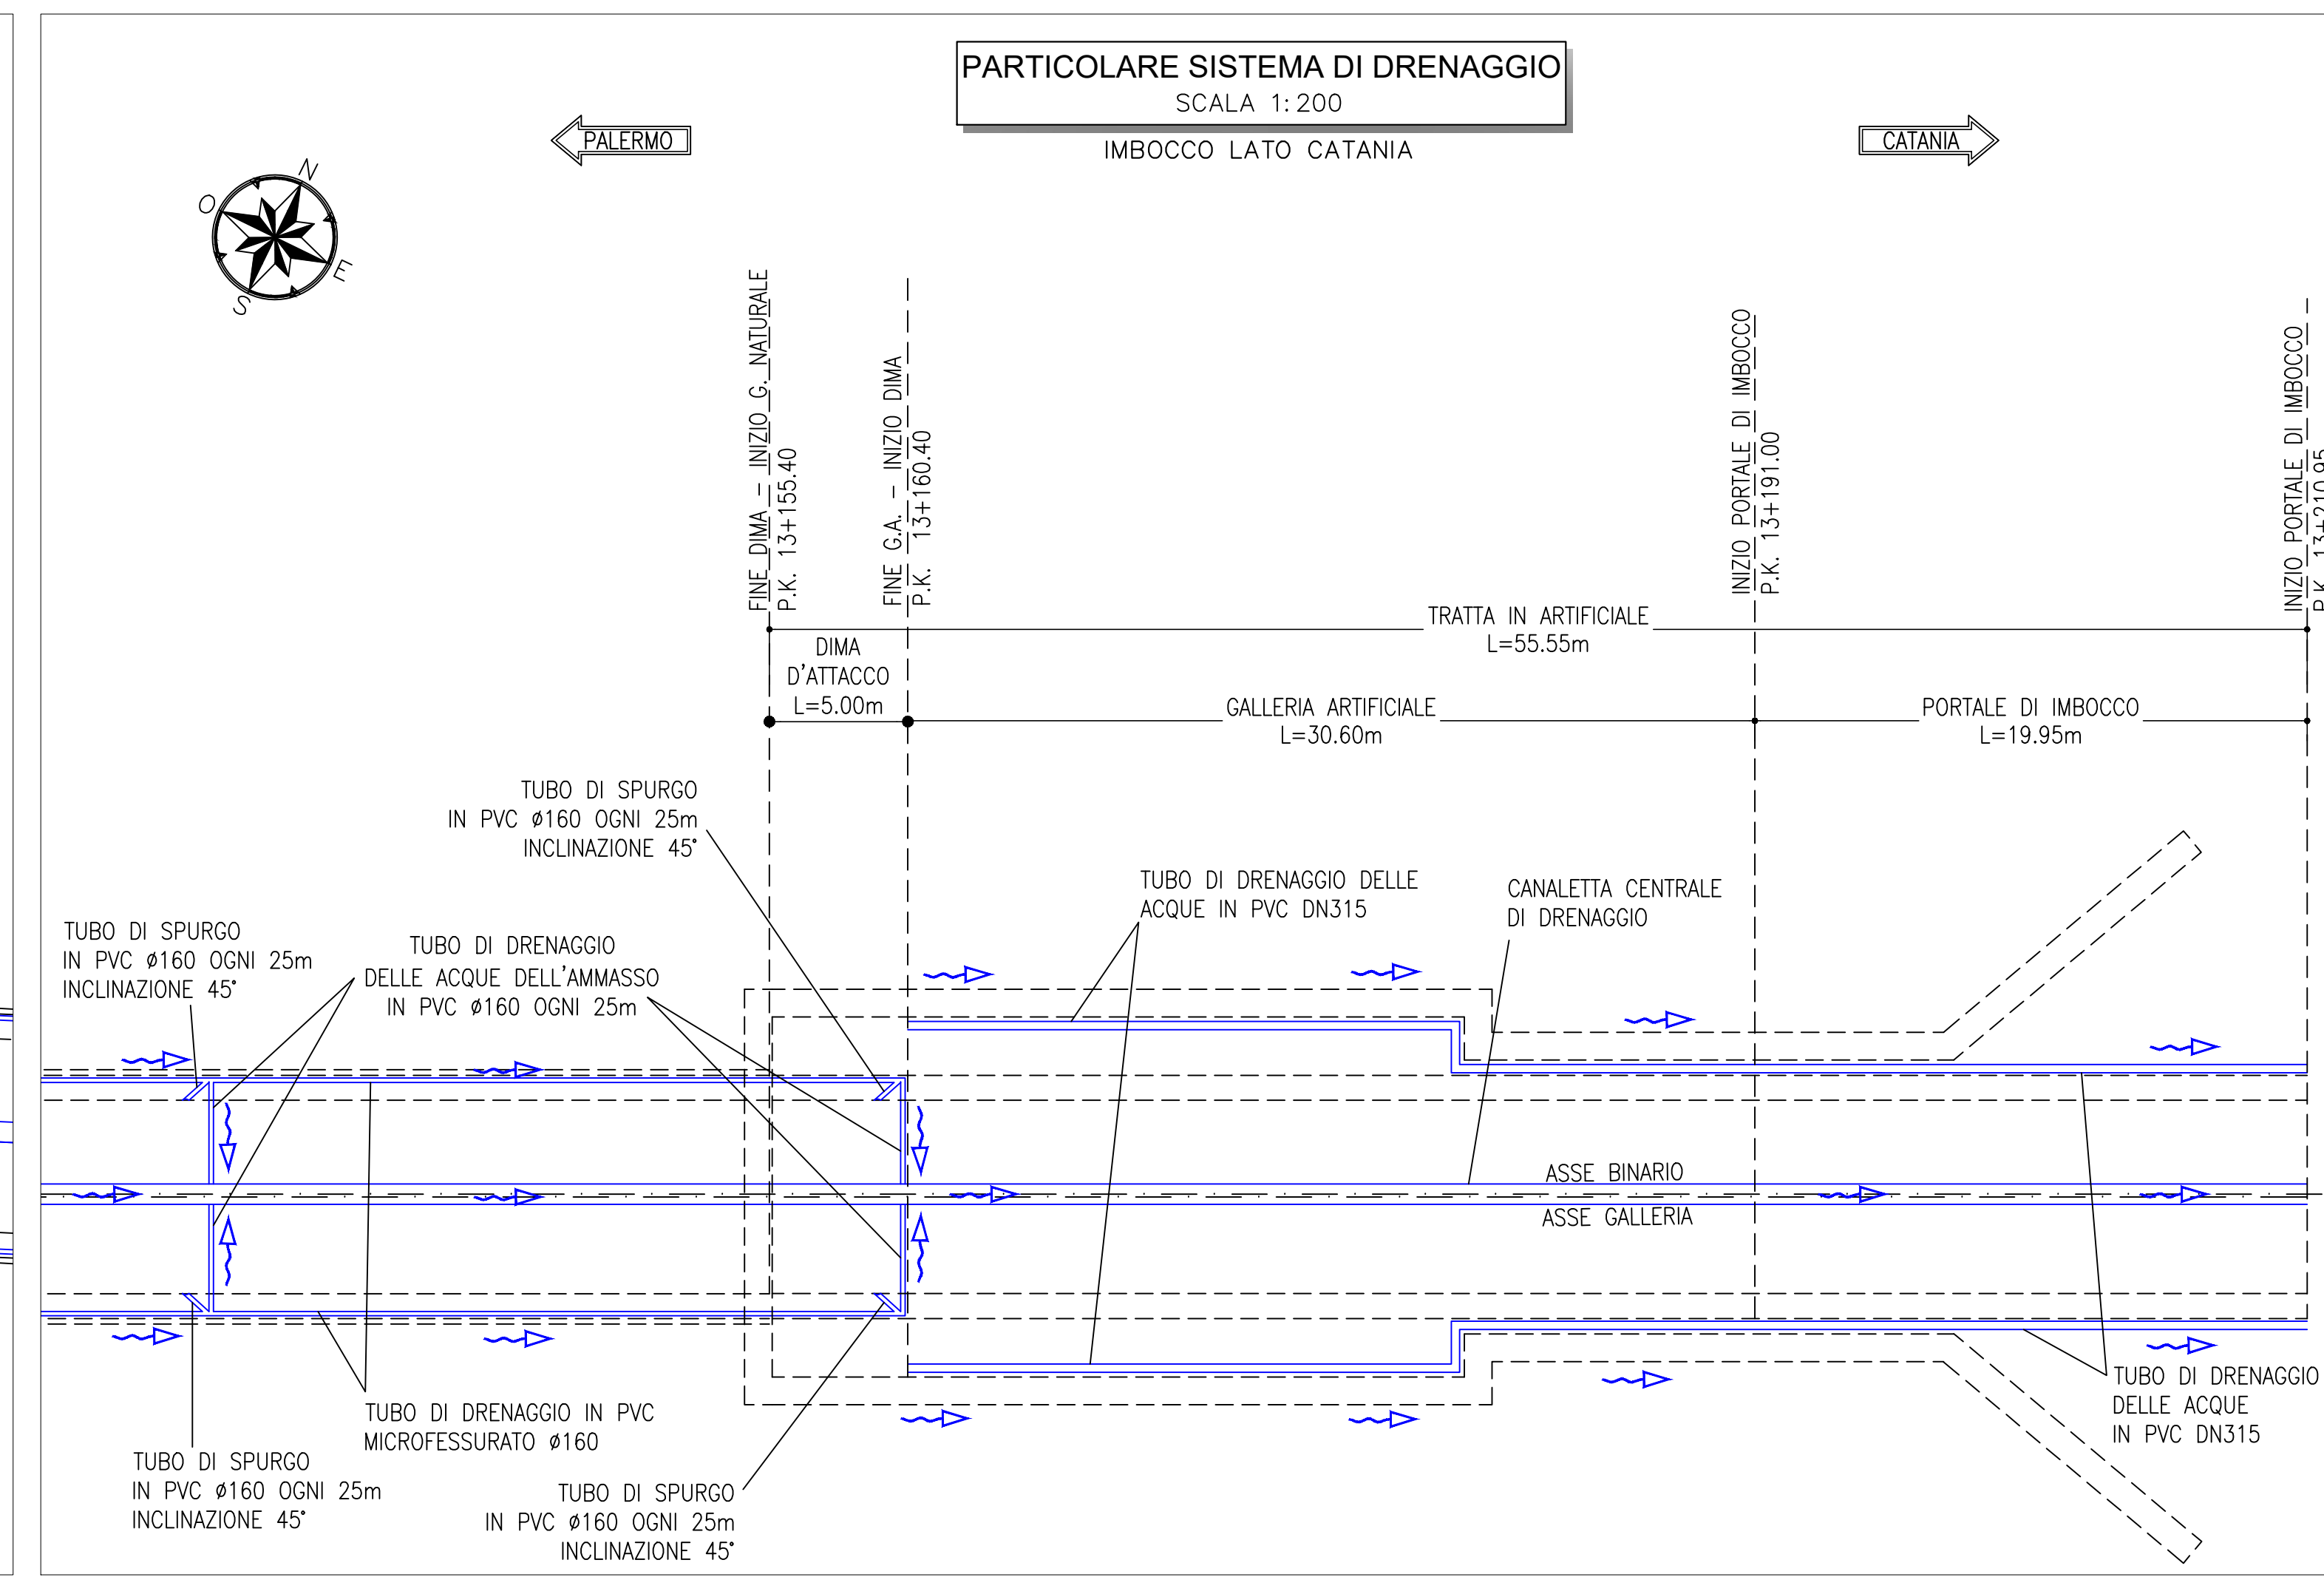 PARTICOLARE SISTEMA DI DRENAGGIO
SCALA 1:200
IMBOCCO LATO CATANIA
PALERMO
CATANIA
N
O
E
S
FINE DIMA - INIZIO G. NATURALE
P.K. 13+155.40
FINE G.A. - INIZIO DIMA
P.K. 13+160.40
INIZIO PORTALE DI IMBOCCO
P.K. 13+191.00
INIZIO PORTALE DI IMBOCCO
P.K. 13+210.95
TRATTA IN ARTIFICIALE
L=55.55m
DIMA
D'ATTACCO
L=5.00m
GALLERIA ARTIFICIALE
L=30.60m
PORTALE DI IMBOCCO
L=19.95m
TUBO DI SPURGO
IN PVC ø160 OGNI 25m
INCLINAZIONE 45°
TUBO DI DRENAGGIO DELLE
ACQUE IN PVC DN315
CANALETTA CENTRALE
DI DRENAGGIO
TUBO DI SPURGO
IN PVC ø160 OGNI 25m
INCLINAZIONE 45°
TUBO DI DRENAGGIO
DELLE ACQUE DELL'AMMASSO
IN PVC ø160 OGNI 25m
ASSE BINARIO
ASSE GALLERIA
TUBO DI DRENAGGIO
DELLE ACQUE
IN PVC DN315
TUBO DI DRENAGGIO IN PVC
MICROFESSURATO ø160
TUBO DI SPURGO
IN PVC ø160 OGNI 25m
INCLINAZIONE 45°
TUBO DI SPURGO
IN PVC ø160 OGNI 25m
INCLINAZIONE 45°